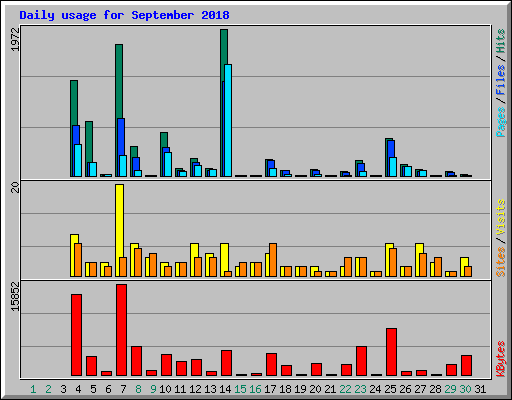 Daily usage for September 2018
1972
Pages / Files / Hits
20
Sites / Visits
15852
KBytes
1 2 3 4 5 6 7 8 9 10 11 12 13 14 15 16 17 18 19 20 21 22 23 24 25 26 27 28 29 30 31